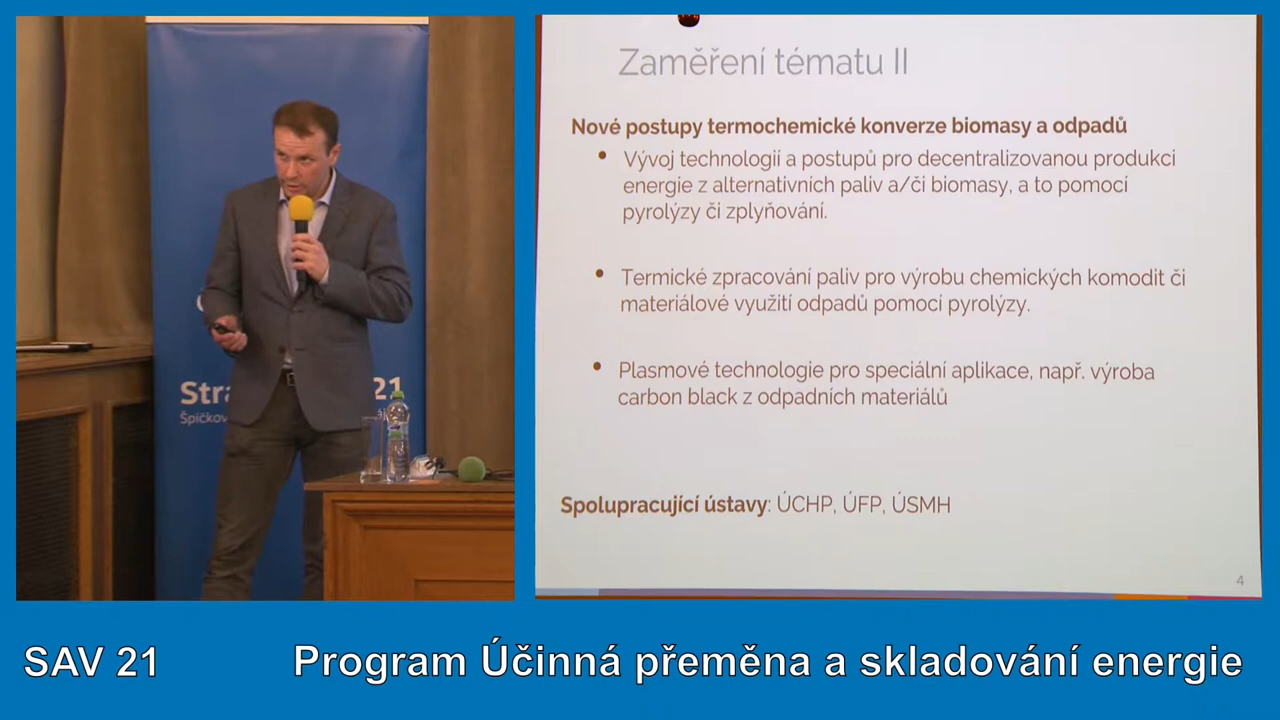 Zaměření tématu II
Nové postupy termochemické konverze biomasy a odpadů
• Vývoj technologií a postupů pro decentralizovanou produkci
energie z alternativních paliv a/či biomasy, a to pomocí
pyrolýzy či zplyňování.
• Termické zpracování paliv pro výrobu chemických komodit či
materiálové využití odpadů pomocí pyrolýzy.
• Plasmové technologie pro speciální aplikace, např. výroba
carbon black z odpadních materiálů
Spolupracující ústavy: ÚCHP, ÚFP, ÚSMH
4
Stra 21
SAV 21 Program Účinná přeměna a skladování energie